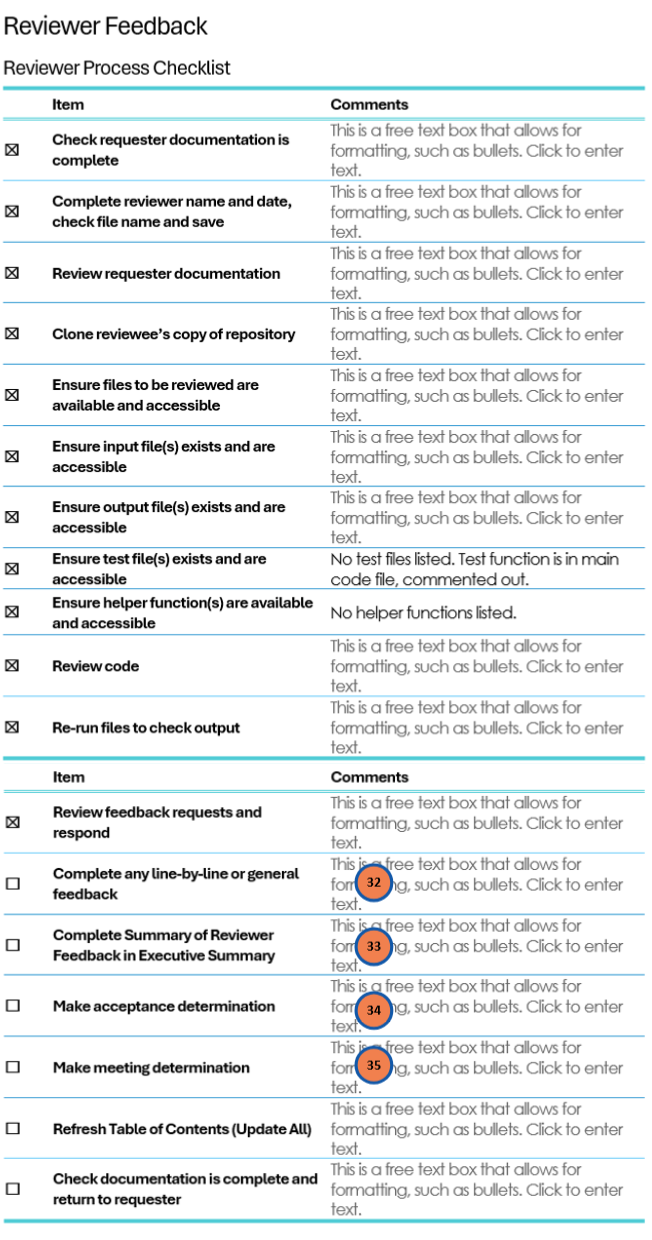 Reviewer Feedback
Reviewer Process Checklist
Item Comments
Check requester documentation is complete
This is a free text box that allows for
formatting, such as bullets. Click to enter
text.
Complete reviewer name and date,
check file name and save
This is a free text box that allows for
formatting, such as bullets. Click to enter
text.
Review requester documentation
This is a free text box that allows for
formatting, such as bullets. Click to enter
text.
Clone reviewee’s copy of repository
This is a free text box that allows for
formatting, such as bullets. Click to enter
text.
Ensure files to be reviewed are
available and accessible
This is a free text box that allows for
formatting, such as bullets. Click to enter
text.
Ensure input file(s) exists and are
accessible
This is a free text box that allows for
formatting, such as bullets. Click to enter
text.
Ensure output file(s) exists and are
accessible
This is a free text box that allows for
formatting, such as bullets. Click to enter
text.
Ensure test file(s) exists and are
accessible
No test files listed. Test function is in main
code file, commented out.
Ensure helper function(s) are available
and accessible
No helper functions listed.
Review code
This is a free text box that allows for
formatting, such as bullets. Click to enter
text.
Re-run files to check output
This is a free text box that allows for
formatting, such as bullets. Click to enter
text.
Item Comments
Review feedback requests and
respond
This is a free text box that allows for
formatting, such as bullets. Click to enter
text.
Complete any line-by-line or general
feedback
This is a free text box that allows for
32 such as bullets. Click to enter
text.
Complete Summary of Reviewer
Feedback in Executive Summary
This is a free text box that allows for
33 such as bullets. Click to enter
text.
Make acceptance determination
This is a free text box that allows for
34 such as bullets. Click to enter
text.
Make meeting determination
This is a free text box that allows for
35 such as bullets. Click to enter
text.
Refresh Table of Contents (Update All)
This is a free text box that allows for
formatting, such as bullets. Click to enter
text.
Check documentation is complete and
return to requester
This is a free text box that allows for
formatting, such as bullets. Click to enter
text.